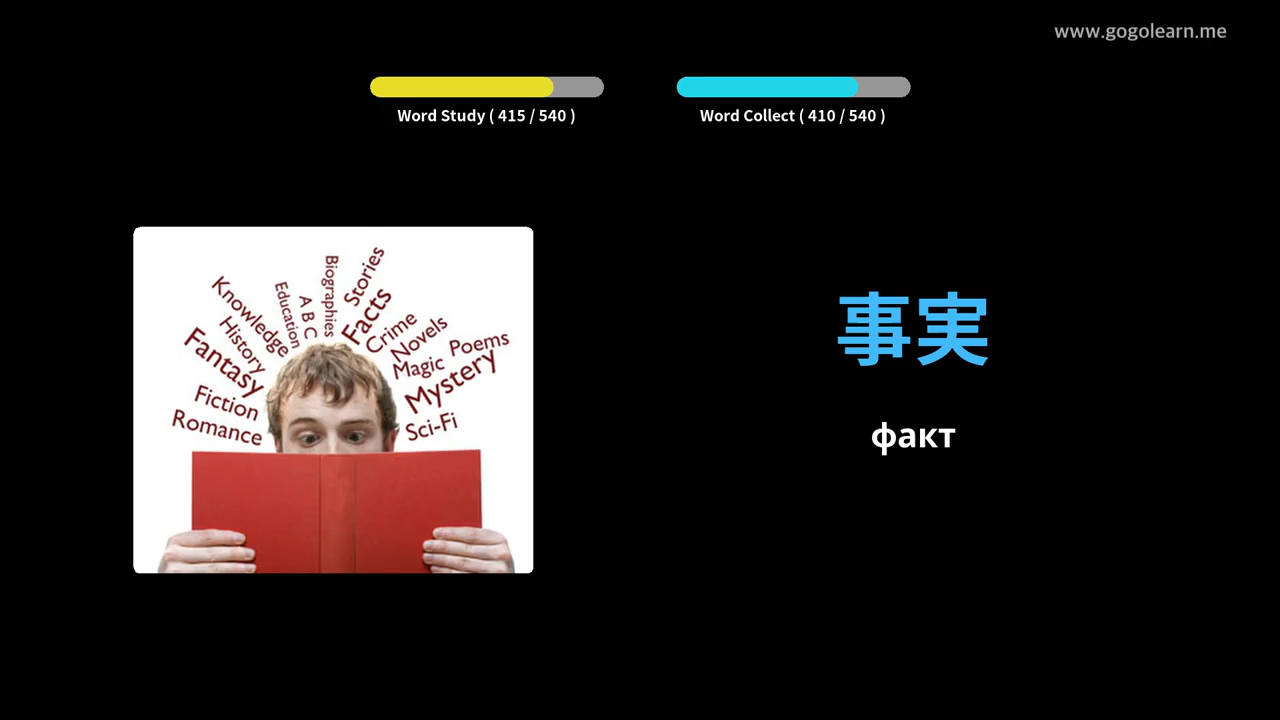 www.gogolearn.me
Word Study ( 415 / 540 )
Word Collect ( 410 / 540 )
Romance
Fiction
Fantasy
History
Knowledge
Education
A B C
Biographies
Stories
Facts
Crime
Novels
Magic
Poems
Mystery
Sci-Fi
事実
факт